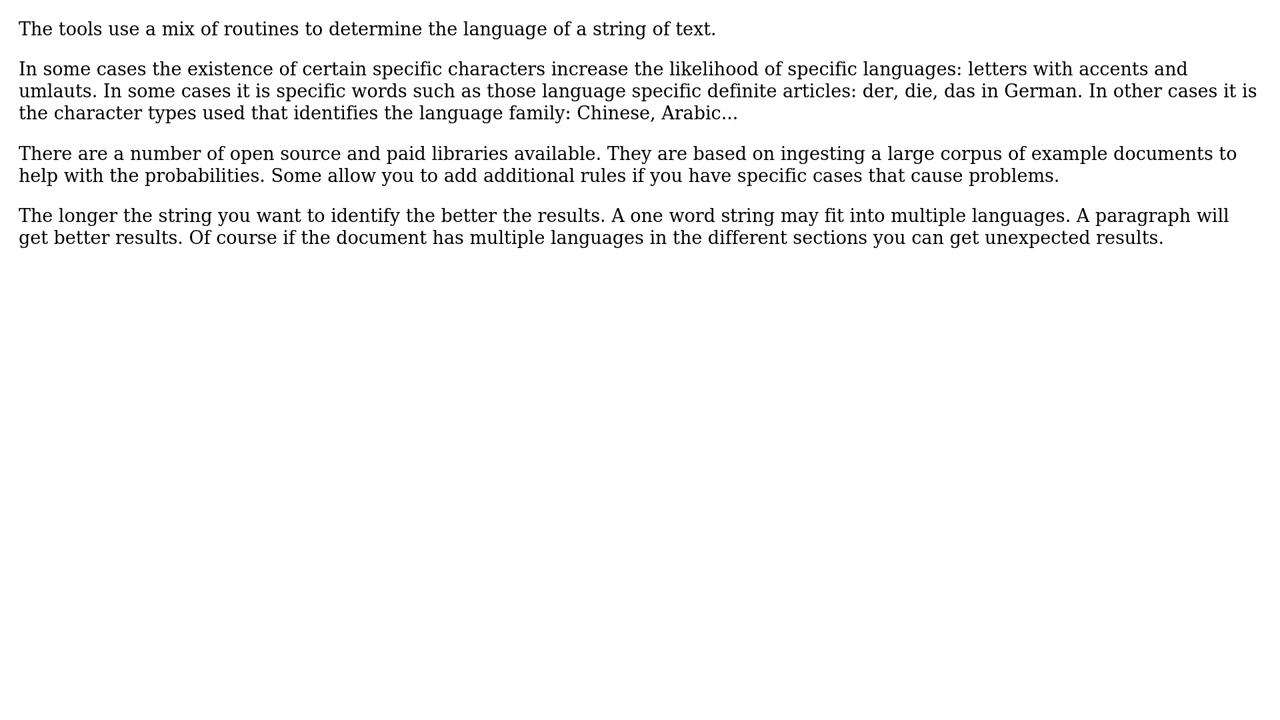 The tools use a mix of routines to determine the language of a string of text.
In some cases the existence of certain specific characters increase the likelihood of specific languages: letters with accents and
umlauts. In some cases it is specific words such as those language specific definite articles: der, die, das in German. In other cases it is
the character types used that identifies the language family: Chinese, Arabic...
There are a number of open source and paid libraries available. They are based on ingesting a large corpus of example documents to
help with the probabilities. Some allow you to add additional rules if you have specific cases that cause problems.
The longer the string you want to identify the better the results. A one word string may fit into multiple languages. A paragraph will
get better results. Of course if the document has multiple languages in the different sections you can get unexpected results.